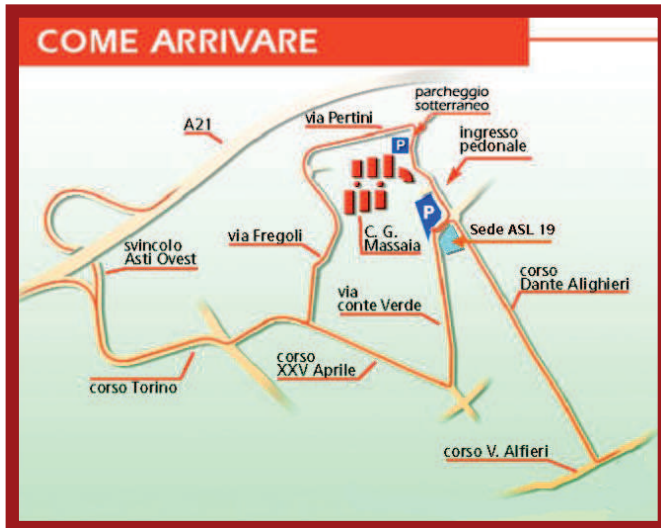 COME ARRIVARE
parcheggio
sotterraneo
via Pertini
A21
ingresso
pedonale
P
P
svincolo
Asti Ovest
via Fregoli
C. G.
Massaia
Sede ASL 19
via
conte Verde
corso
Dante Alighieri
corso Torino
corso
XXV Aprile
corso V. Alfieri